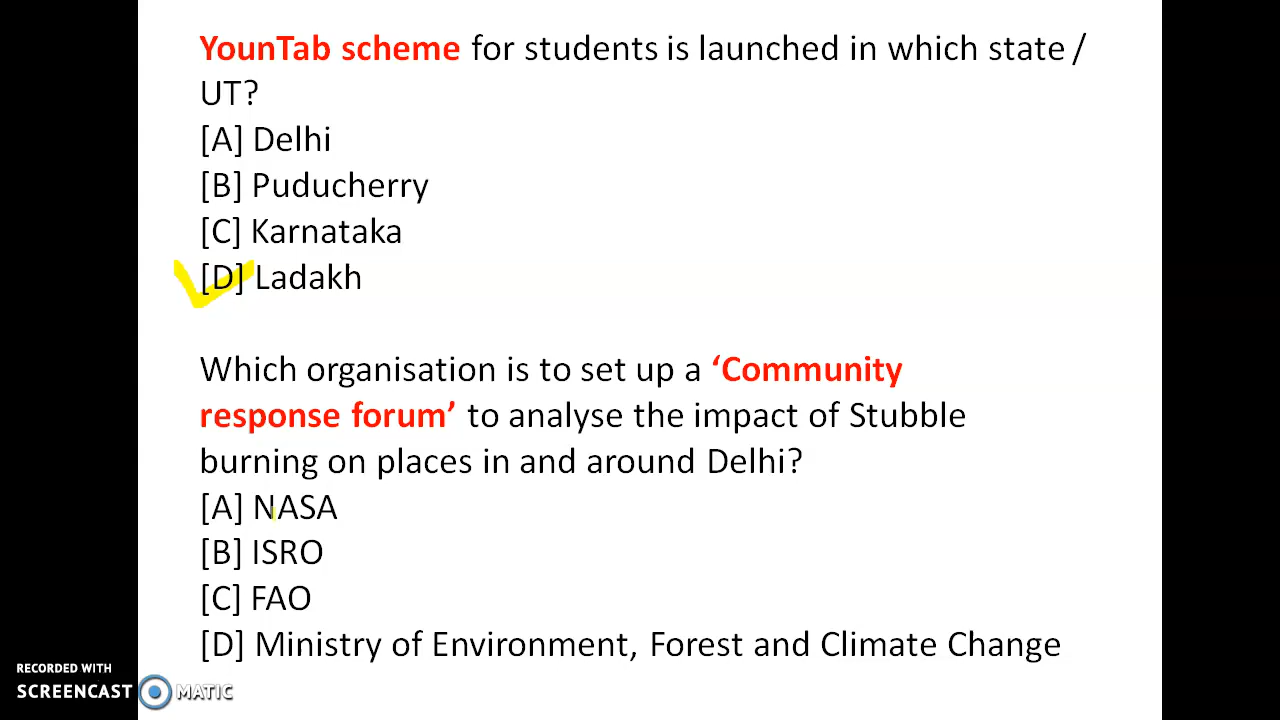 YounTab scheme for students is launched in which state /
UT?
[A] Delhi
[B] Puducherry
[C] Karnataka
[D] Ladakh
Which organisation is to set up a ‘Community
response forum’ to analyse the impact of Stubble
burning on places in and around Delhi?
[A] NASA
[B] ISRO
[C] FAO
[D] Ministry of Environment, Forest and Climate Change
RECORDED WITH
SCREENCAST MATIC